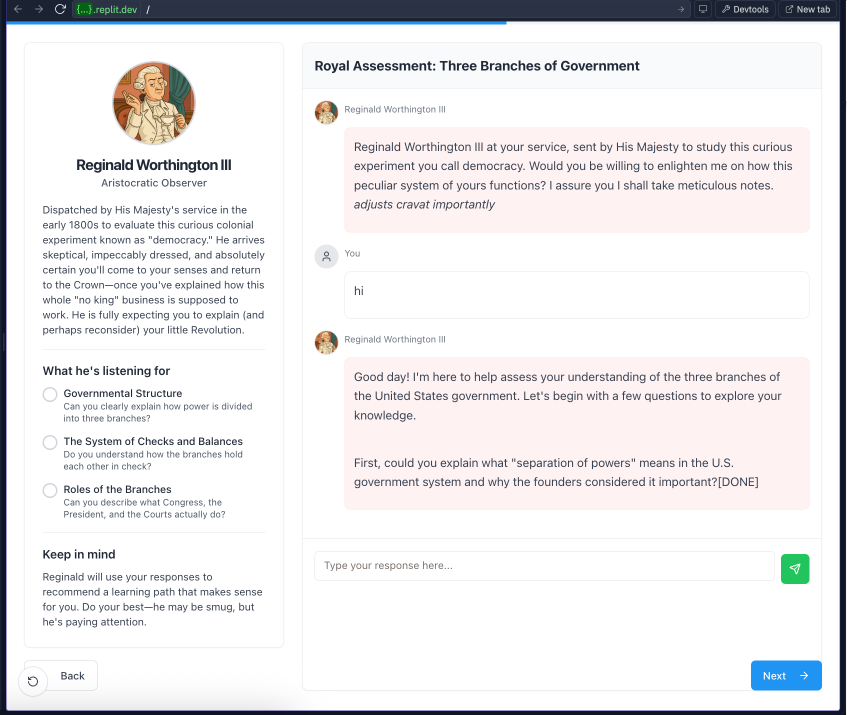 {...}.replit.dev /
Devtools
New tab
Reginald Worthington III
Aristocratic Observer
Dispatched by His Majesty's service in the
early 1800s to evaluate this curious colonial
experiment known as "democracy." He arrives
skeptical, impeccably dressed, and absolutely
certain you'll come to your senses and return
to the Crown—once you've explained how this
whole "no king" business is supposed to
work. He is fully expecting you to explain (and
perhaps reconsider) your little Revolution.
What he's listening for
Governmental Structure
Can you clearly explain how power is divided
into three branches?
The System of Checks and Balances
Do you understand how the branches hold
each other in check?
Roles of the Branches
Can you describe what Congress, the
President, and the Courts actually do?
Keep in mind
Reginald will use your responses to
recommend a learning path that makes sense
for you. Do your best—he may be smug, but
he's paying attention.
Back
Royal Assessment: Three Branches of Government
Reginald Worthington III
Reginald Worthington III at your service, sent by His Majesty to study this curious
experiment you call democracy. Would you be willing to enlighten me on how this
peculiar system of yours functions? I assure you I shall take meticulous notes.
adjusts cravat importantly
You
hi
Reginald Worthington III
Good day! I'm here to help assess your understanding of the three branches of
the United States government. Let's begin with a few questions to explore your
knowledge.
First, could you explain what "separation of powers" means in the U.S.
government system and why the founders considered it important?[DONE]
Type your response here...
Next